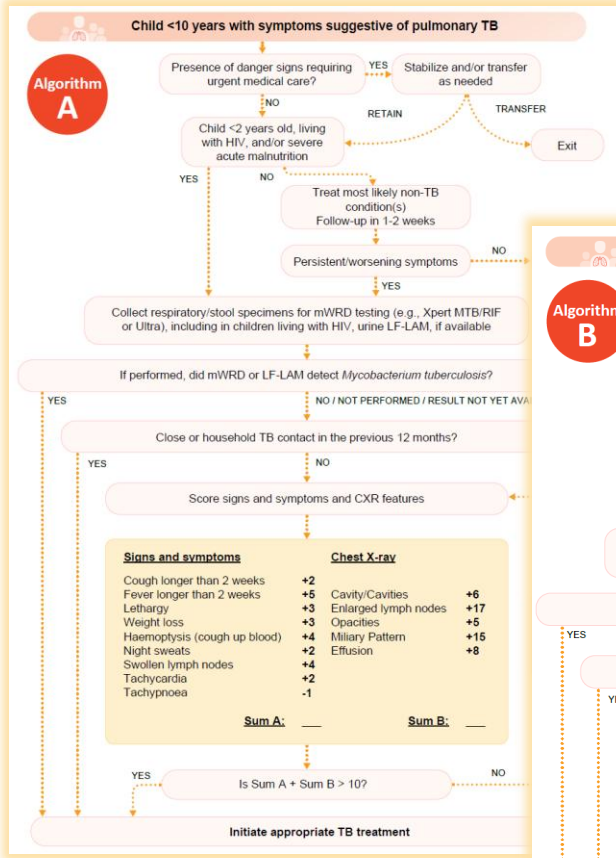 Child <10 years with symptoms suggestive of pulmonary TB
Algorithm
A
Presence of danger signs requiring
urgent medical care?
YES
Stabilize and/or transfer
as needed
NO
RETAIN
TRANSFER
Child <2 years old, living
with HIV, and/or severe
acute malnutrition
Exit
YES
NO
Treat most likely non-TB
condition(s)
Follow-up in 1-2 weeks
Persistent/worsening symptoms
NO
YES
Collect respiratory/stool specimens for mWRD testing (e.g., Xpert MTB/RIF
or Ultra), including in children living with HIV, urine LF-LAM, if available
If performed, did mWRD or LF-LAM detect Mycobacterium tuberculosis?
YES
NO / NOT PERFORMED / RESULT NOT YET AVA
Close or household TB contact in the previous 12 months?
YES
NO
Score signs and symptoms and CXR features
Signs and symptoms
Cough longer than 2 weeks +2
Fever longer than 2 weeks +5
Lethargy +3
Weight loss +3
Haemoptysis (cough up blood) +4
Night sweats +2
Swollen lymph nodes +4
Tachycardia +2
Tachypnoea -1
Sum A: ___
Chest X-ray
Cavity/Cavities +6
Enlarged lymph nodes +17
Opacities +5
Miliary Pattern +15
Effusion +8
Sum B: ___
YES
Is Sum A + Sum B > 10?
NO
Initiate appropriate TB treatment
Algorithm
B
YES